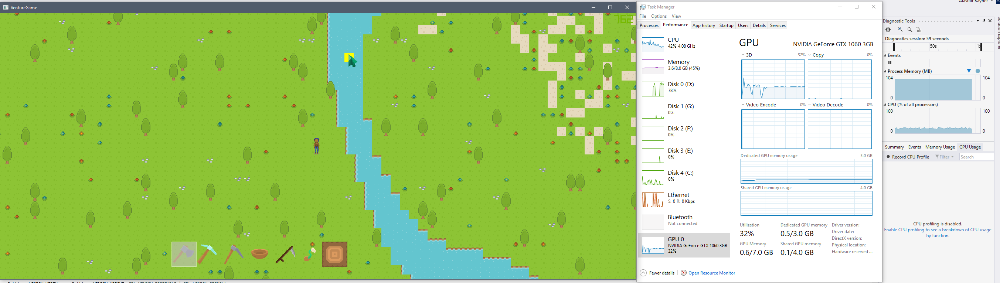 VentureGame
762
Task Manager
File Options View
Processes Performance App history Startup Users Details Services
CPU
42% 4.08 GHz
Memory
3.6/8.0 GB (45%)
Disk 0 (D:)
78%
Disk 1 (G:)
0%
Disk 2 (F:)
0%
Disk 3 (E:)
0%
Disk 4 (C:)
0%
Ethernet
S: 0 R: 0 Kbps
Bluetooth
Not connected
GPU 0
NVIDIA GeForce GTX 1060 3GB
32%
GPU
NVIDIA GeForce GTX 1060 3GB
3D 32% Copy 0%
Video Encode 0% Video Decode 0%
Dedicated GPU memory usage 3.0 GB
Shared GPU memory usage 4.0 GB
Utilization
32%
Dedicated GPU memory
0.5/3.0 GB
Driver version:
Driver date:
DirectX version:
Physical location:
Hardware reserved ...
GPU Memory
0.6/7.0 GB
Shared GPU memory
0.1/4.0 GB
Fewer details
Open Resource Monitor
Alastair Rayner
Solution Explorer
Diagnostic Tools
Diagnostics session: 59 seconds
50s 1:
Events
Process Memory (MB)
104 104
0 0
CPU (% of all processors)
100 100
0 0
Summary Events Memory Usage CPU Usage
Record CPU Profile Filter Search
CPU profiling is disabled.
Enable CPU profiling to see a breakdown of CPU usage
by function.